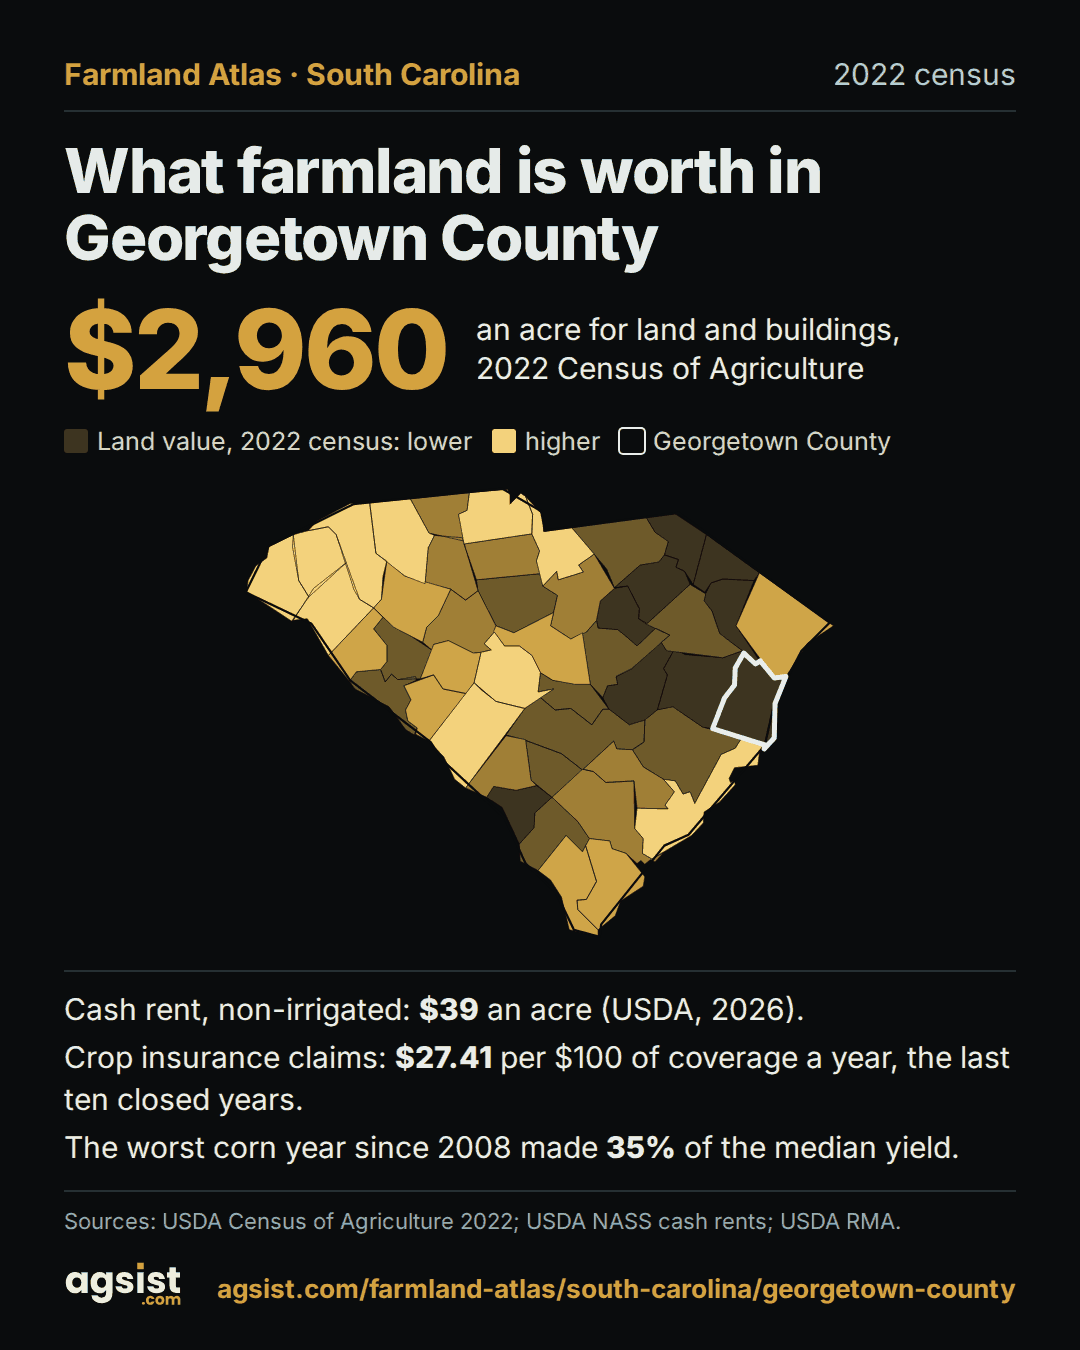 Farmland Atlas · South Carolina
2022 census
What farmland is worth in
Georgetown County
$2,960
an acre for land and buildings,
2022 Census of Agriculture
Land value, 2022 census: lower
higher
Georgetown County
Cash rent, non-irrigated: $39 an acre (USDA, 2026).
Crop insurance claims: $27.41 per $100 of coverage a year, the last
ten closed years.
The worst corn year since 2008 made 35% of the median yield.
Sources: USDA Census of Agriculture 2022; USDA NASS cash rents; USDA RMA.
agsist
.com
agsist.com/farmland-atlas/south-carolina/georgetown-county